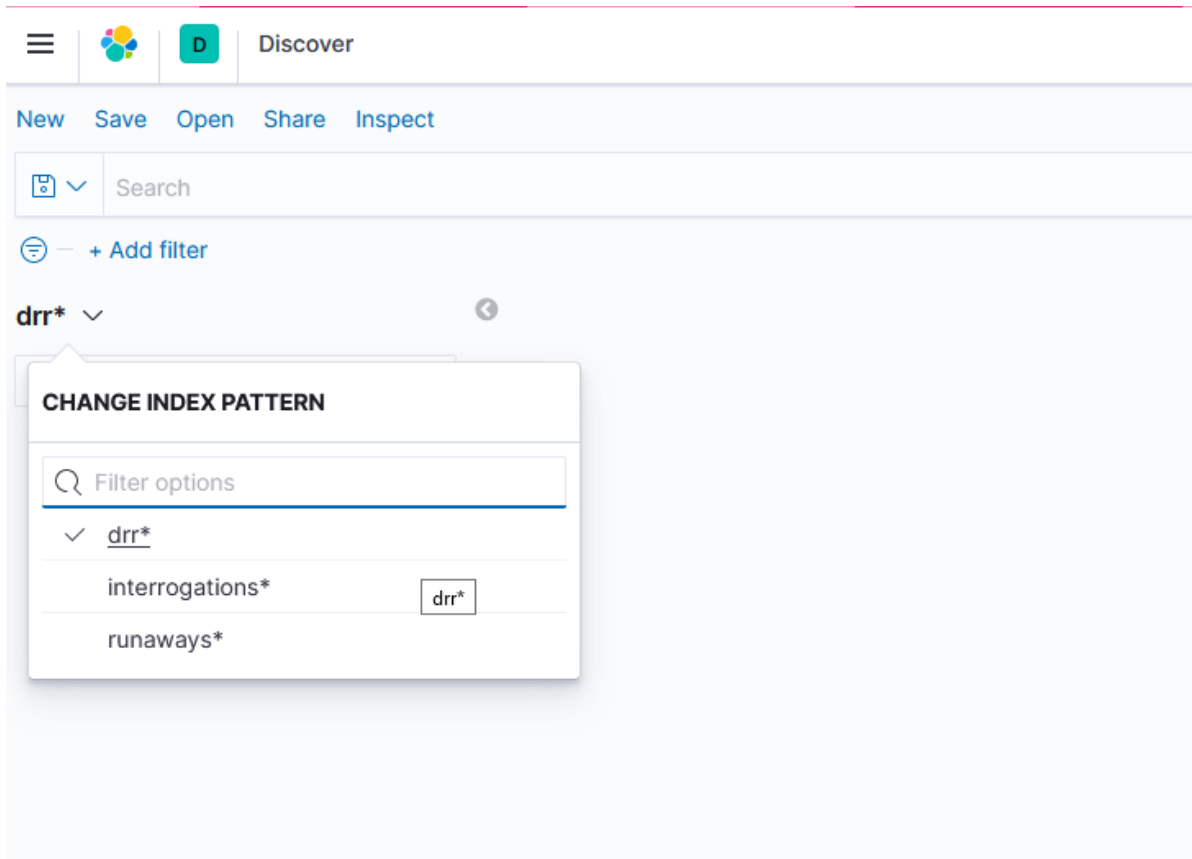 D Discover
New Save Open Share Inspect
Search
+ Add filter
drr*
CHANGE INDEX PATTERN
Filter options
drr*
interrogations*
drr*
runaways*